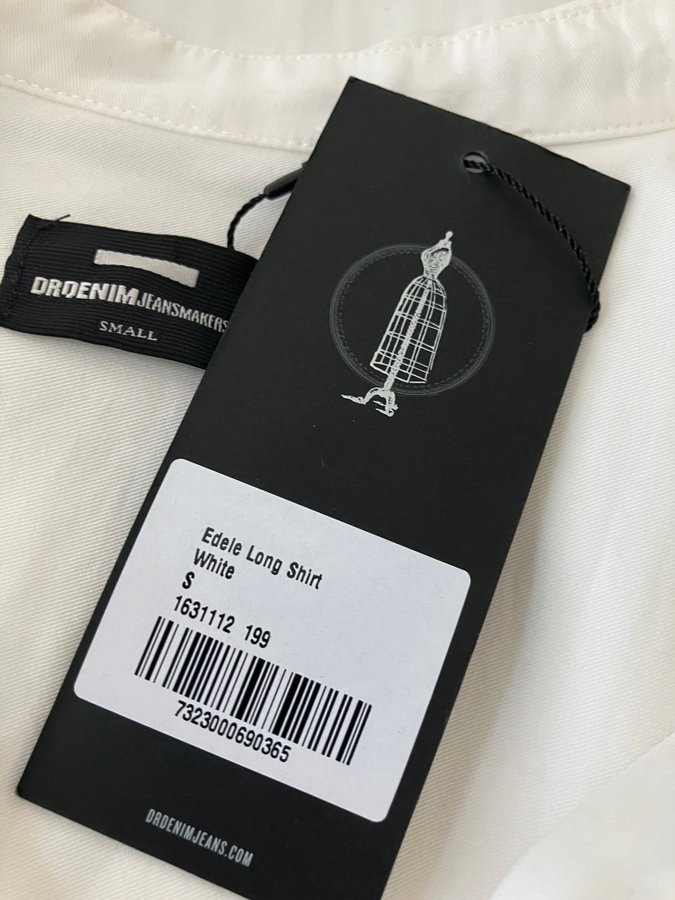 DRDENIM JEANSMAKERS
SMALL
Edele Long Shirt
White
S
1631112 199
7323000690365
DRDENIMJEANS.COM